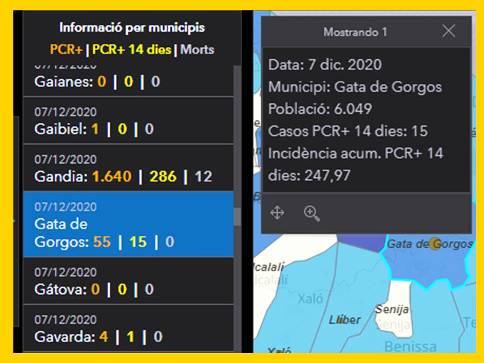 Informació per municipis
PCR+ | PCR+ 14 dies | Morts
Gaianes: 0 | 0 | 0
07/12/2020
Gaibiel: 1 | 0 | 0
07/12/2020
Gandia: 1.640 | 286 | 12
07/12/2020
Gata de
Gorgos: 55 | 15 | 0
07/12/2020
Gátova: 0 | 0 | 0
07/12/2020
Gavarda: 4 | 1 | 0
Mostrando 1
Data: 7 dic. 2020
Municipi: Gata de Gorgos
Població: 6.049
Casos PCR+ 14 dies: 15
Incidència acum. PCR+ 14
dies: 247,97
Gata de Gorgos
Xaló
Llíber
Senija
Senija
Benissa
Xaló